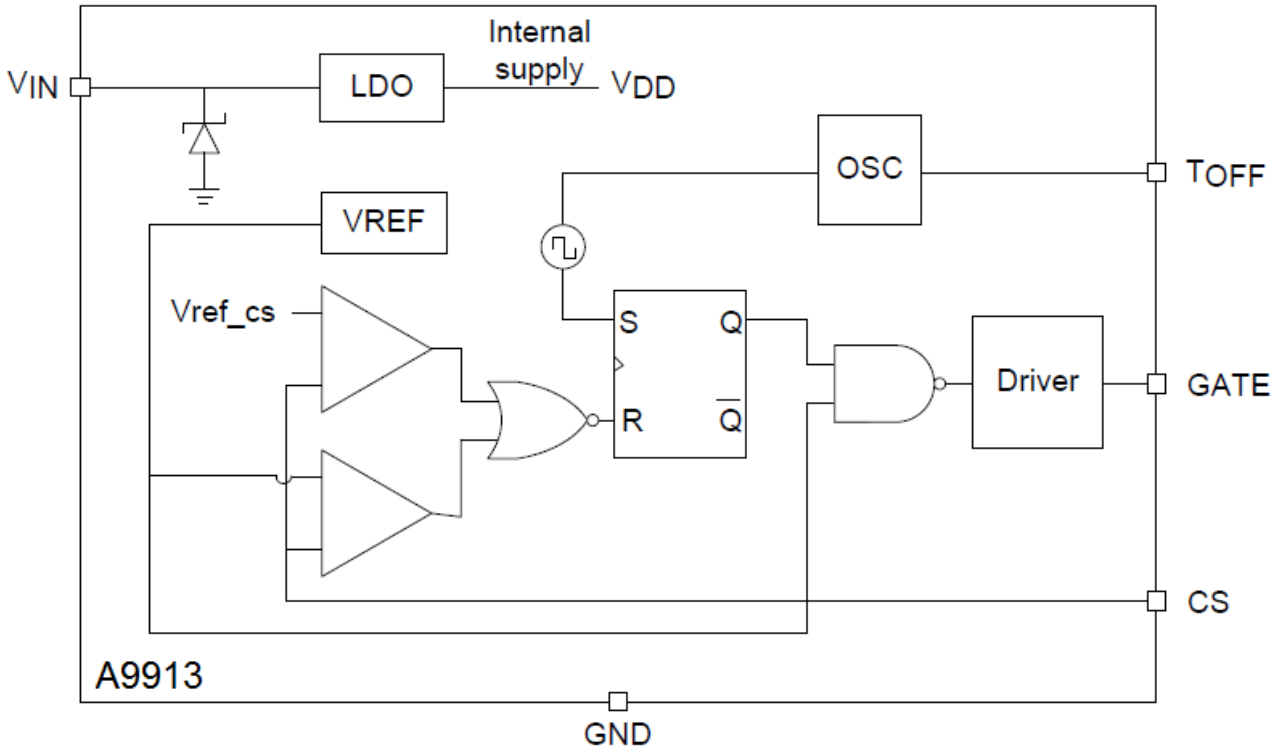 Internal
supply
VIN
LDO
VDD
OSC
TOFF
VREF
Vref_cs
S
Q
R
Q̅
Driver
GATE
CS
A9913
GND